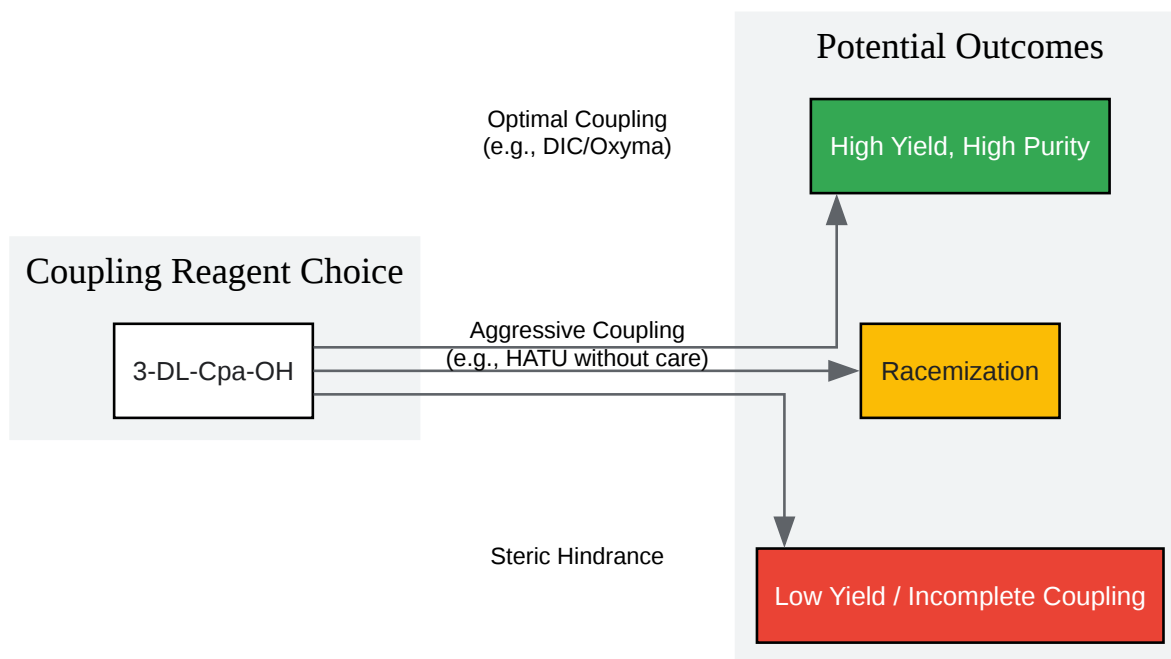 Potential Outcomes
Optimal Coupling
(e.g., DIC/Oxyma)
High Yield, High Purity
Coupling Reagent Choice
3-DL-Cpa-OH
Aggressive Coupling
(e.g., HATU without care)
Racemization
Steric Hindrance
Low Yield / Incomplete Coupling